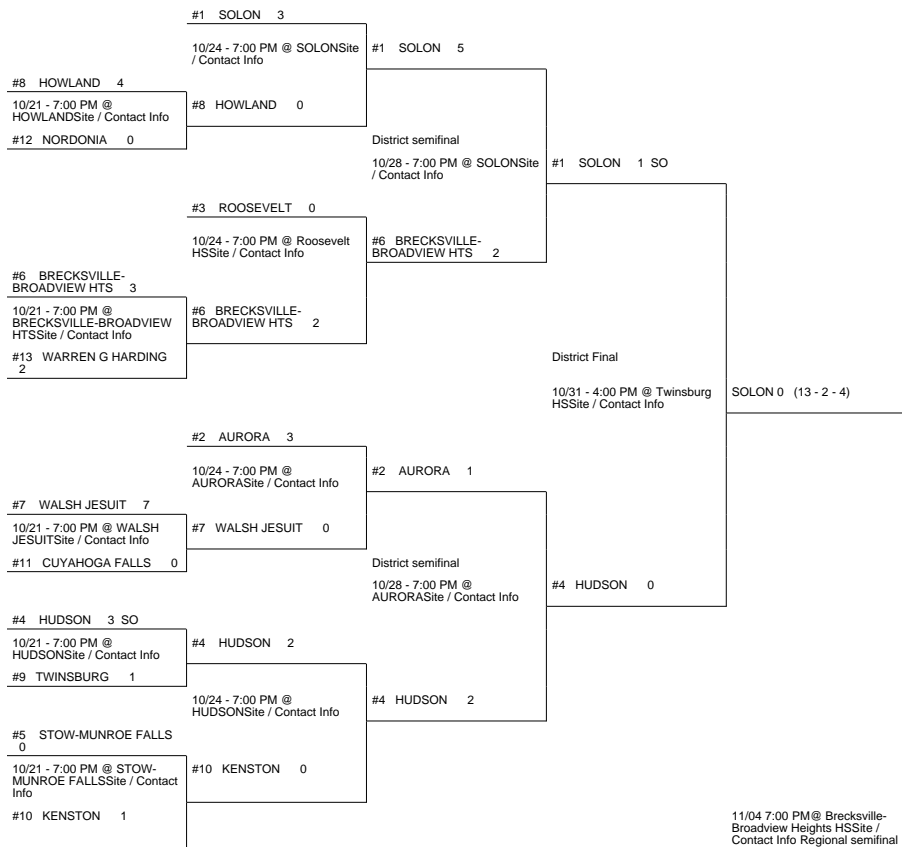 #1 SOLON 3
10/24 - 7:00 PM @ SOLONSite
/ Contact Info
#1 SOLON 5
#8 HOWLAND 4
10/21 - 7:00 PM @
HOWLANDSite / Contact Info
#8 HOWLAND 0
#12 NORDONIA 0
District semifinal
10/28 - 7:00 PM @ SOLONSite
/ Contact Info
#1 SOLON 1 SO
#3 ROOSEVELT 0
10/24 - 7:00 PM @ Roosevelt
HSSite / Contact Info
#6 BRECKSVILLE-
BROADVIEW HTS 2
#6 BRECKSVILLE-
BROADVIEW HTS 3
10/21 - 7:00 PM @
BRECKSVILLE-BROADVIEW
HTSSite / Contact Info
#6 BRECKSVILLE-
BROADVIEW HTS 2
#13 WARREN G HARDING
2
District Final
10/31 - 4:00 PM @ Twinsburg
HSSite / Contact Info
SOLON 0 (13 - 2 - 4)
#2 AURORA 3
10/24 - 7:00 PM @
AURORASite / Contact Info
#2 AURORA 1
#7 WALSH JESUIT 7
10/21 - 7:00 PM @ WALSH
JESUITSite / Contact Info
#7 WALSH JESUIT 0
#11 CUYAHOGA FALLS 0
District semifinal
10/28 - 7:00 PM @
AURORASite / Contact Info
#4 HUDSON 0
#4 HUDSON 3 SO
10/21 - 7:00 PM @
HUDSONSite / Contact Info
#4 HUDSON 2
#9 TWINSBURG 1
10/24 - 7:00 PM @
HUDSONSite / Contact Info
#4 HUDSON 2
#5 STOW-MUNROE FALLS
0
10/21 - 7:00 PM @ STOW-
MUNROE FALLSSite / Contact
Info
#10 KENSTON 0
#10 KENSTON 1
11/04 7:00 PM@ Brecksville-
Broadview Heights HSSite /
Contact Info Regional semifinal